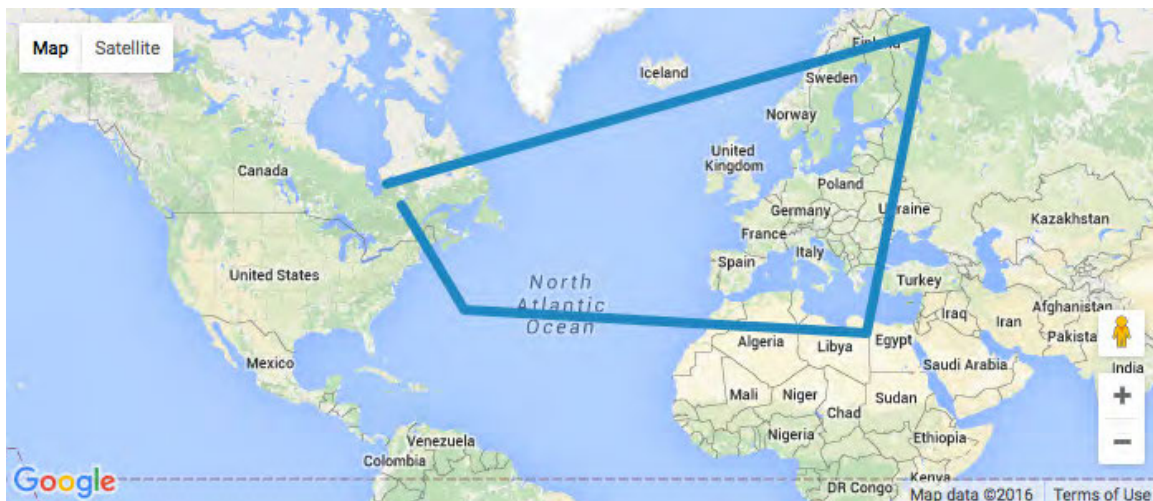 Map Satellite
Iceland
Finland
Sweden
Norway
Canada
United
Kingdom
Poland
Germany
Ukraine
Kazakhstan
France
United States
Spain
Italy
Turkey
North
Atlantic
Ocean
Afghanistan
Iraq
Iran
Pakista
Algeria
Libya
Egypt
Mexico
Saudi Arabia
India
Mali
Niger
Sudan
Chad
Venezuela
Nigeria
Ethiopia
Colombia
Kenya
Google
DR Congo
Map data ©2016 Terms of Use